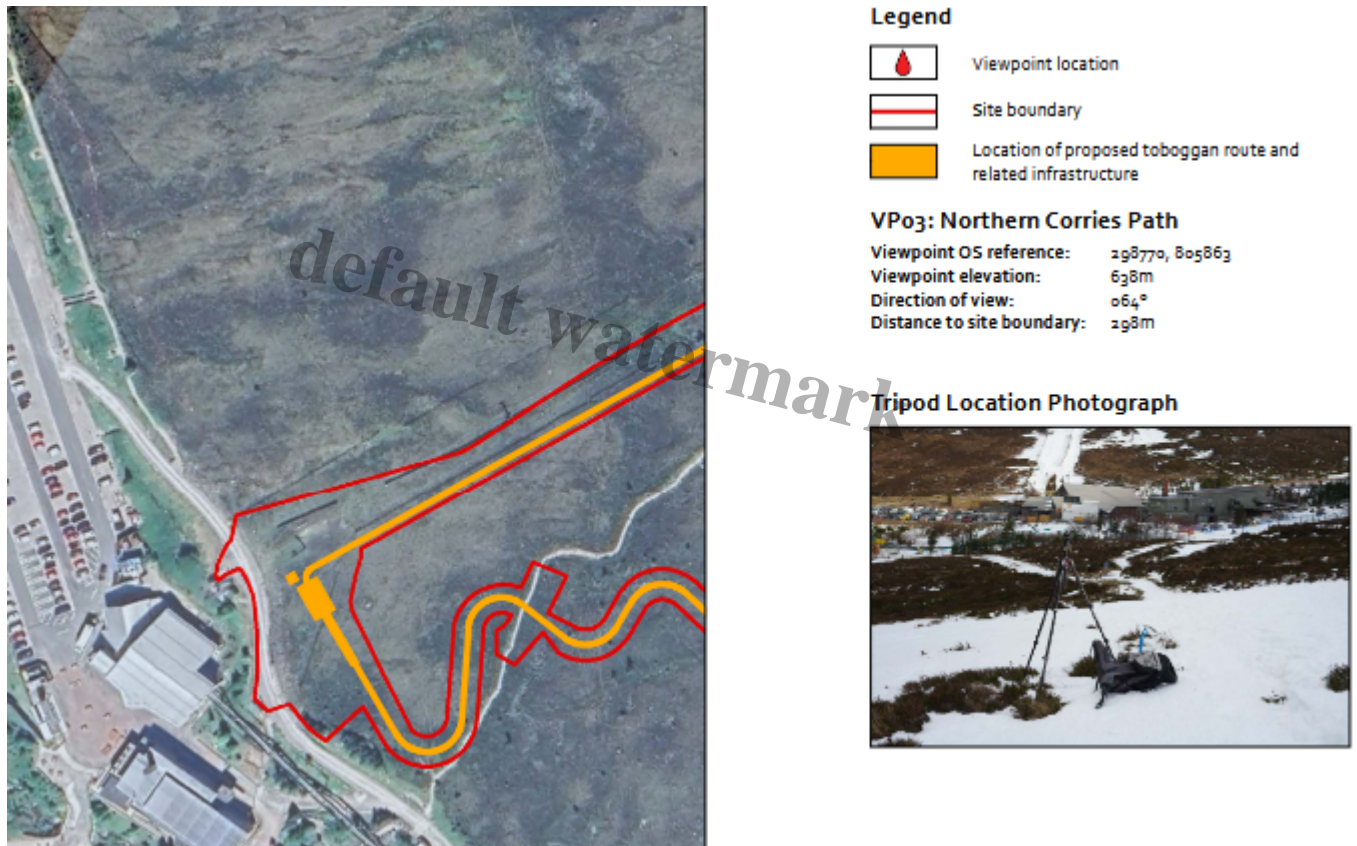 Legend
Viewpoint location
Site boundary
Location of proposed toboggan route and
related infrastructure
VP03: Northern Corries Path
Viewpoint OS reference: 298770, 805863
Viewpoint elevation: 638m
Direction of view: 064°
Distance to site boundary: 298m
default watermark
Tripod Location Photograph